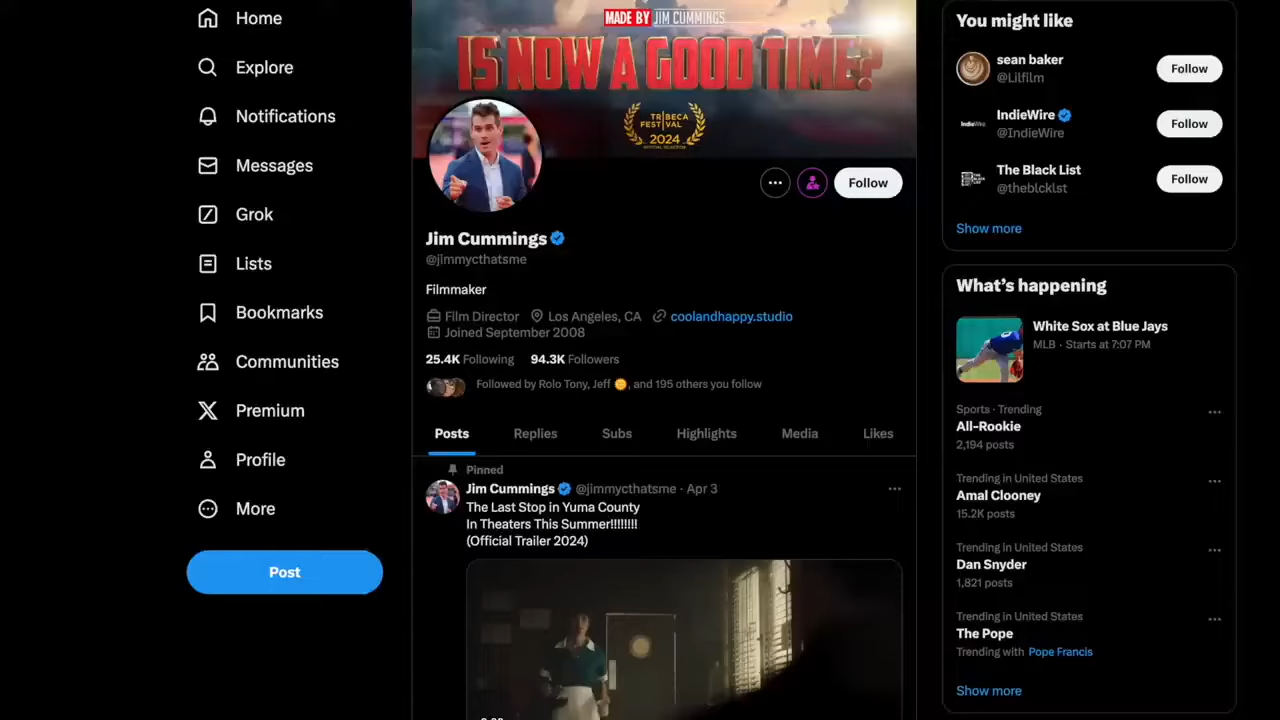 Home
Explore
Notifications
Messages
Grok
Lists
Bookmarks
Communities
Premium
Profile
More
Post
MADE BY JIM CUMMINGS
IS NOW A GOOD TIME?
TRIBECA
FESTIVAL
2024
OFFICIAL SELECTION
Follow
Jim Cummings
@jimmycthatsme
Filmmaker
Film Director Los Angeles, CA coolandhappy.studio
Joined September 2008
25.4K Following 94.3K Followers
Followed by Rolo Tony, Jeff 🌞, and 195 others you follow
Posts Replies Subs Highlights Media Likes
Pinned
Jim Cummings @jimmycthatsme · Apr 3
The Last Stop in Yuma County
In Theaters This Summer!!!!!!!!
(Official Trailer 2024)
You might like
sean baker
@Lilfilm
Follow
IndieWire
IndieWire
@IndieWire
Follow
THE BLACK LIST
The Black List
@theblcklst
Follow
Show more
What's happening
White Sox at Blue Jays
MLB · Starts at 7:07 PM
Sports · Trending
All-Rookie
2,194 posts
Trending in United States
Amal Clooney
15.2K posts
Trending in United States
Dan Snyder
1,821 posts
Trending in United States
The Pope
Trending with Pope Francis
Show more